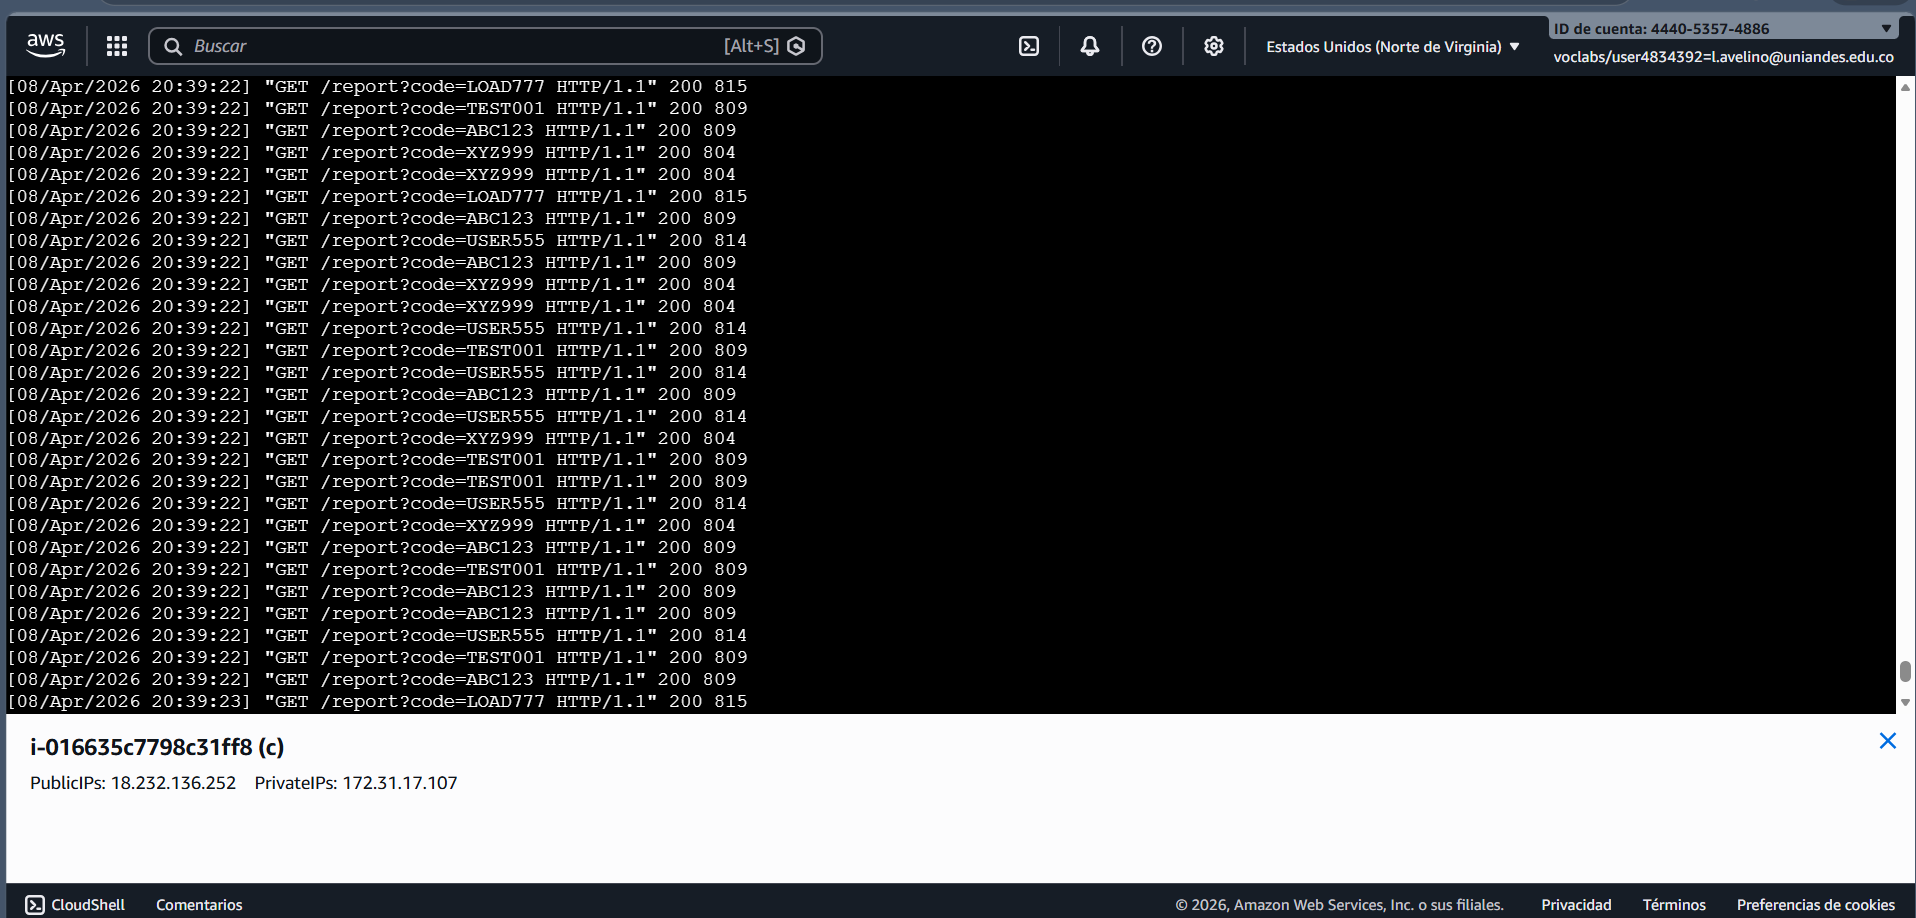 aws
Buscar [Alt+S]
Estados Unidos (Norte de Virginia)
ID de cuenta: 4440-5357-4886
voclabs/user4834392=l.avelino@uniandes.edu.co
[08/Apr/2026 20:39:22] "GET /report?code=LOAD777 HTTP/1.1" 200 815
[08/Apr/2026 20:39:22] "GET /report?code=TEST001 HTTP/1.1" 200 809
[08/Apr/2026 20:39:22] "GET /report?code=ABC123 HTTP/1.1" 200 809
[08/Apr/2026 20:39:22] "GET /report?code=XYZ999 HTTP/1.1" 200 804
[08/Apr/2026 20:39:22] "GET /report?code=XYZ999 HTTP/1.1" 200 804
[08/Apr/2026 20:39:22] "GET /report?code=LOAD777 HTTP/1.1" 200 815
[08/Apr/2026 20:39:22] "GET /report?code=ABC123 HTTP/1.1" 200 809
[08/Apr/2026 20:39:22] "GET /report?code=USER555 HTTP/1.1" 200 814
[08/Apr/2026 20:39:22] "GET /report?code=ABC123 HTTP/1.1" 200 809
[08/Apr/2026 20:39:22] "GET /report?code=XYZ999 HTTP/1.1" 200 804
[08/Apr/2026 20:39:22] "GET /report?code=XYZ999 HTTP/1.1" 200 804
[08/Apr/2026 20:39:22] "GET /report?code=USER555 HTTP/1.1" 200 814
[08/Apr/2026 20:39:22] "GET /report?code=TEST001 HTTP/1.1" 200 809
[08/Apr/2026 20:39:22] "GET /report?code=USER555 HTTP/1.1" 200 814
[08/Apr/2026 20:39:22] "GET /report?code=ABC123 HTTP/1.1" 200 809
[08/Apr/2026 20:39:22] "GET /report?code=USER555 HTTP/1.1" 200 814
[08/Apr/2026 20:39:22] "GET /report?code=XYZ999 HTTP/1.1" 200 804
[08/Apr/2026 20:39:22] "GET /report?code=TEST001 HTTP/1.1" 200 809
[08/Apr/2026 20:39:22] "GET /report?code=TEST001 HTTP/1.1" 200 809
[08/Apr/2026 20:39:22] "GET /report?code=USER555 HTTP/1.1" 200 814
[08/Apr/2026 20:39:22] "GET /report?code=XYZ999 HTTP/1.1" 200 804
[08/Apr/2026 20:39:22] "GET /report?code=ABC123 HTTP/1.1" 200 809
[08/Apr/2026 20:39:22] "GET /report?code=TEST001 HTTP/1.1" 200 809
[08/Apr/2026 20:39:22] "GET /report?code=ABC123 HTTP/1.1" 200 809
[08/Apr/2026 20:39:22] "GET /report?code=ABC123 HTTP/1.1" 200 809
[08/Apr/2026 20:39:22] "GET /report?code=USER555 HTTP/1.1" 200 814
[08/Apr/2026 20:39:22] "GET /report?code=TEST001 HTTP/1.1" 200 809
[08/Apr/2026 20:39:22] "GET /report?code=ABC123 HTTP/1.1" 200 809
[08/Apr/2026 20:39:23] "GET /report?code=LOAD777 HTTP/1.1" 200 815
i-016635c7798c31ff8 (c)
PublicIPs: 18.232.136.252 PrivateIPs: 172.31.17.107
CloudShell Comentarios © 2026, Amazon Web Services, Inc. o sus filiales. Privacidad Términos Preferencias de cookies